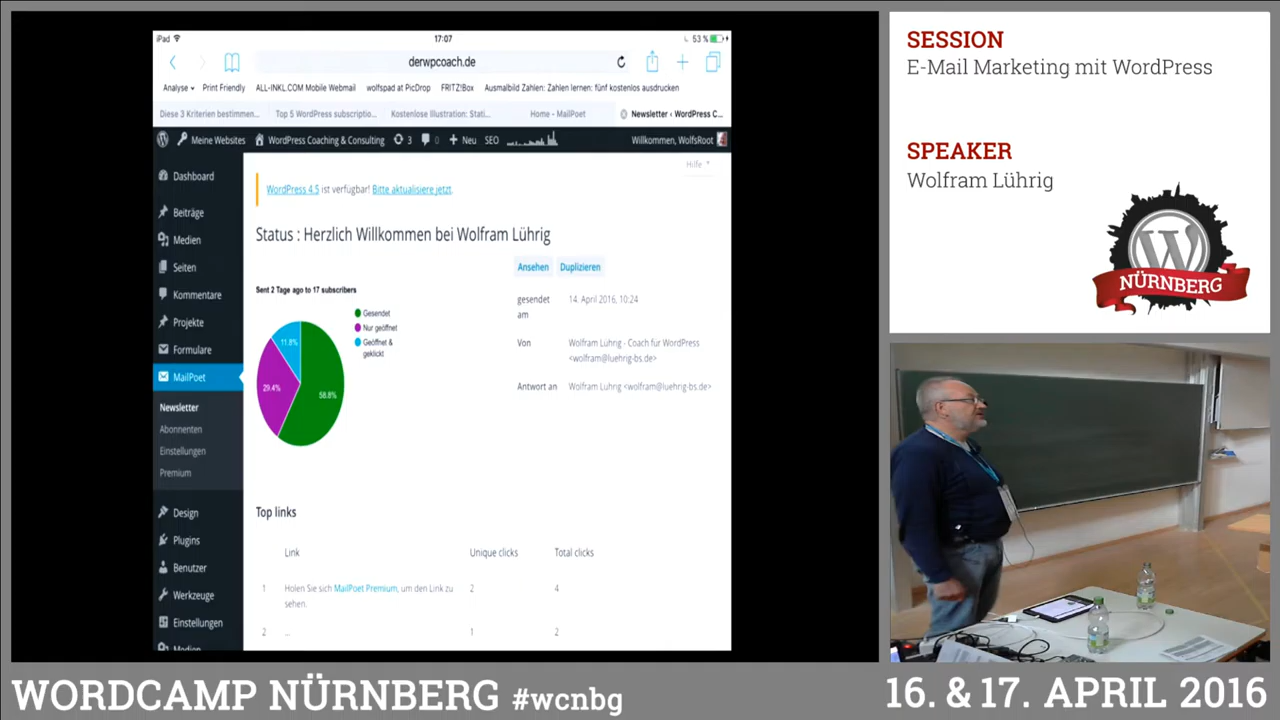 iPad
17:07
53 %
derwpcoach.de
Analyse
Print Friendly
ALL-INKL.COM Mobile Webmail
wolfspad at PicDrop
FRITZ!Box
Ausmalbild Zahlen: Zahlen lernen: fünf kostenlos ausdrucken
Diese 3 Kriterien bestimmen...
Top 5 WordPress subscriptio...
Kostenlose Illustration: Stati...
Home - MailPoet
Newsletter ‹ WordPress C...
Meine Websites
WordPress Coaching & Consulting
3
0
Neu
SEO
Willkommen, WolfsRoot
Hilfe
Dashboard
Beiträge
Medien
Seiten
Kommentare
Projekte
Formulare
MailPoet
Newsletter
Abonnenten
Einstellungen
Premium
Design
Plugins
Benutzer
Werkzeuge
Einstellungen
Medien
WordPress 4.5 ist verfügbar! Bitte aktualisiere jetzt.
Status : Herzlich Willkommen bei Wolfram Lührig
Ansehen
Duplizieren
Sent 2 Tage ago to 17 subscribers
Gesendet
Nur geöffnet
Geöffnet &
geklickt
11.8%
29.4%
58.8%
gesendet
am
14. April 2016, 10:24
Von
Wolfram Lührig - Coach für WordPress
<wolfram@luehrig-bs.de>
Antwort an
Wolfram Lührig <wolfram@luehrig-bs.de>
Top links
Link
Unique clicks
Total clicks
1
Holen Sie sich MailPoet Premium, um den Link zu
sehen.
2
4
2
...
1
2
SESSION
E-Mail Marketing mit WordPress
SPEAKER
Wolfram Lührig
W
NÜRNBERG
WORDCAMP NÜRNBERG #wcnbg
16. & 17. APRIL 2016